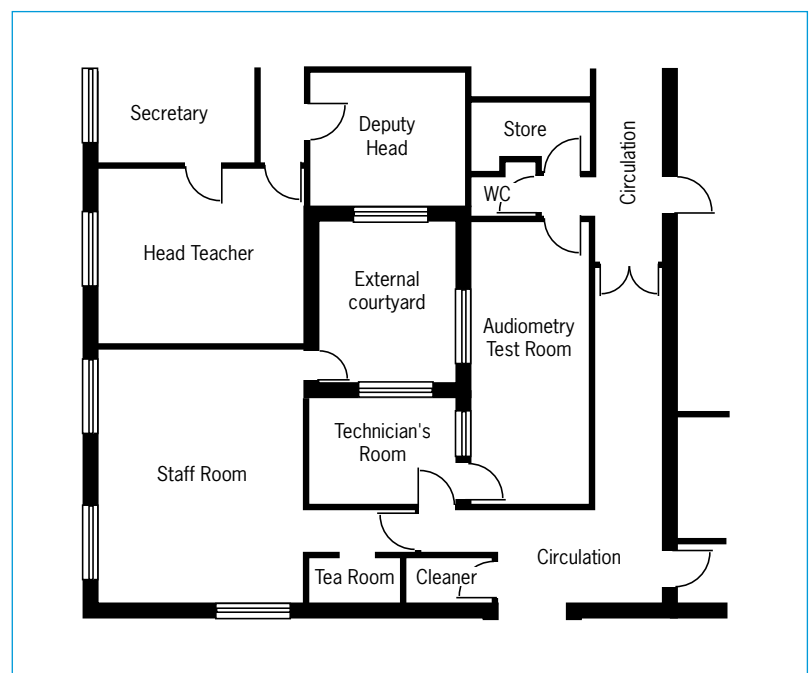 Secretary
Deputy
Head
Store
Circulation
WC
Head Teacher
External
courtyard
Audiometry
Test Room
Technician's
Room
Staff Room
Circulation
Tea Room
Cleaner